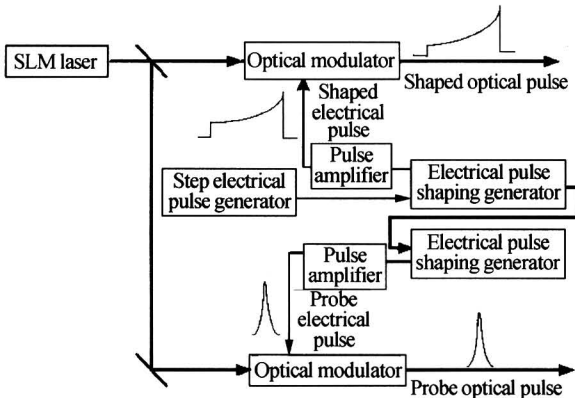 SLM laser
Optical modulator
Shaped optical pulse
Shaped
electrical
pulse
Pulse
amplifier
Electrical pulse
shaping generator
Step electrical
pulse generator
Electrical pulse
shaping generator
Pulse
amplifier
Probe
electrical
pulse
Optical modulator
Probe optical pulse